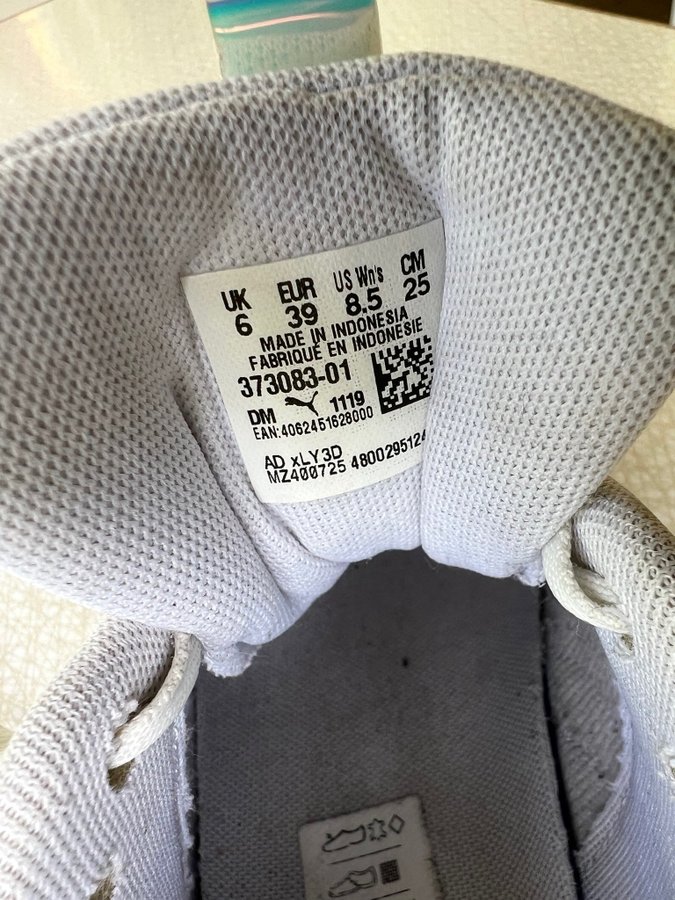 UK EUR US Wn's CM
6 39 8.5 25
MADE IN INDONESIA
FABRIQUÉ EN INDONESIE
373083-01
DM 1119
EAN:4062451628000
AD xLY3D
MZ400725 480029512